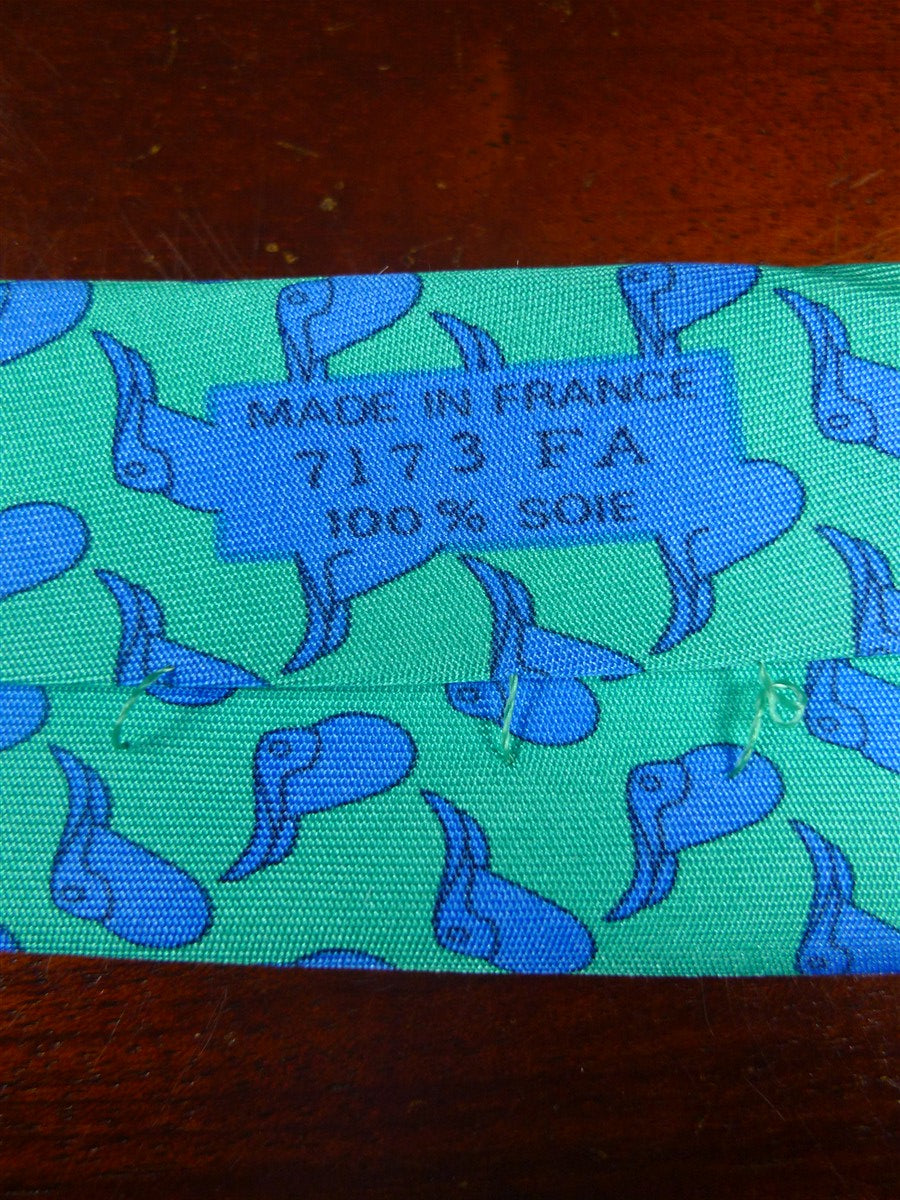 MADE IN FRANCE
7173 FA
100% SOIE